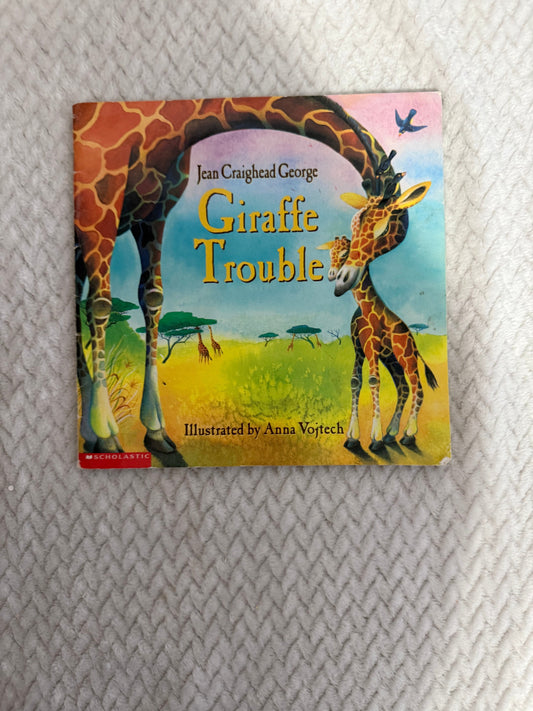 Jean Craighead George
Giraffe
Trouble
Illustrated by Anna Vojtech
SCHOLASTIC